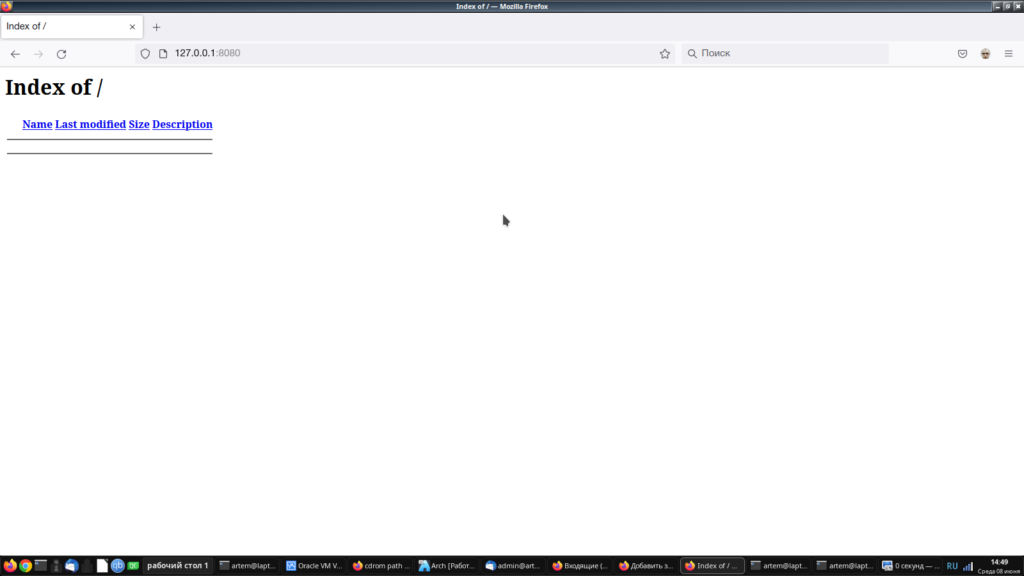 Index of / — Mozilla Firefox
Index of /
127.0.0.1:8080
Поиск
Index of /
Name Last modified Size Description
рабочий стол 1
artem@lapt...
Oracle VM V...
cdrom path ...
Arch [Работ...
admin@art...
Входящие (...
Добавить з...
Index of / ...
artem@lapt...
artem@lapt...
0 секунд — ...
RU
14:49
Среда 08 июня